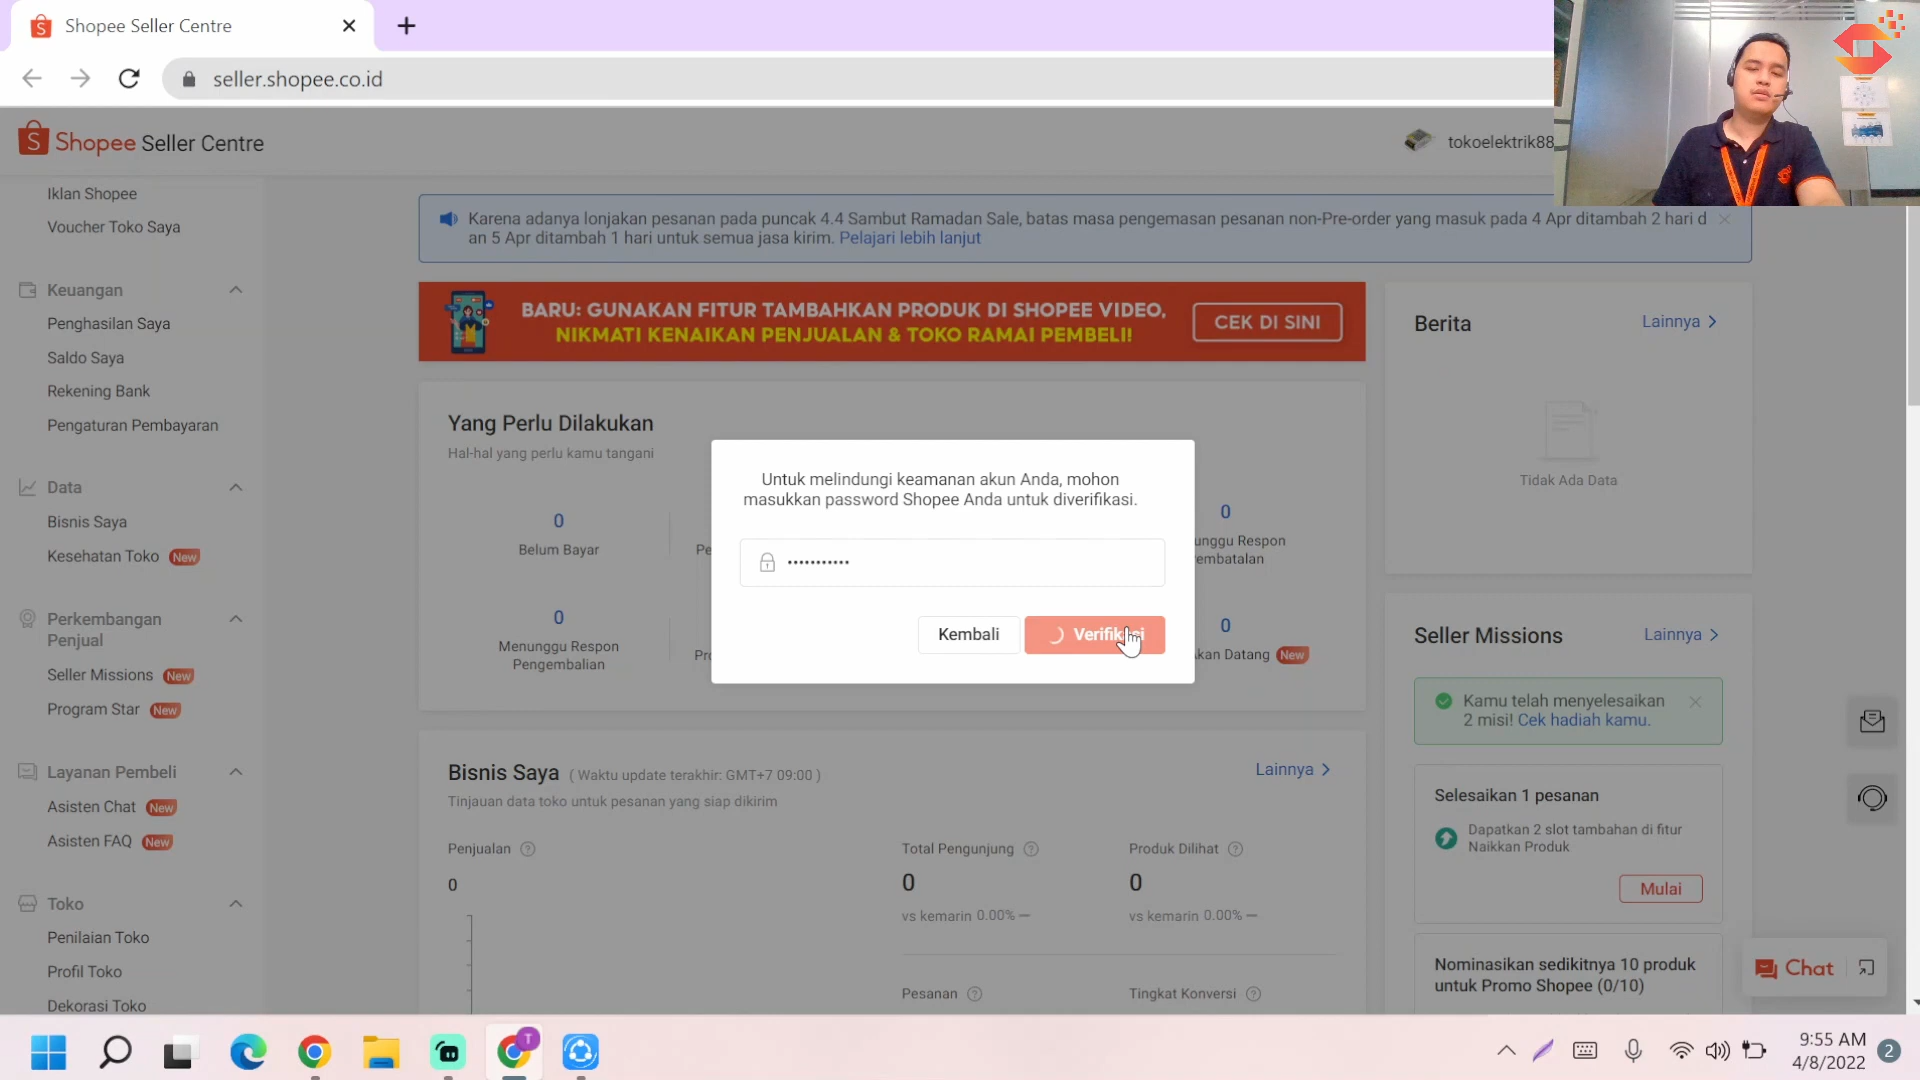 Shopee Seller Centre
seller.shopee.co.id
Shopee Seller Centre
tokoelektrik88
Iklan Shopee
Voucher Toko Saya
Keuangan
Penghasilan Saya
Saldo Saya
Rekening Bank
Pengaturan Pembayaran
Data
Bisnis Saya
Kesehatan Toko New
Perkembangan
Penjual
Seller Missions New
Program Star New
Layanan Pembeli
Asisten Chat New
Asisten FAQ New
Toko
Penilaian Toko
Profil Toko
Dekorasi Toko
Karena adanya lonjakan pesanan pada puncak 4.4 Sambut Ramadan Sale, batas masa pengemasan pesanan non-Pre-order yang masuk pada 4 Apr ditambah 2 hari d
an 5 Apr ditambah 1 hari untuk semua jasa kirim. Pelajari lebih lanjut
BARU: GUNAKAN FITUR TAMBAHKAN PRODUK DI SHOPEE VIDEO,
NIKMATI KENAIKAN PENJUALAN & TOKO RAMAI PEMBELI!
CEK DI SINI
Yang Perlu Dilakukan
Hal-hal yang perlu kamu tangani
0
Belum Bayar
Pe
0
unggu Respon
embatalan
0
Menunggu Respon
Pengembalian
Pro
0
Akan Datang New
Untuk melindungi keamanan akun Anda, mohon
masukkan password Shopee Anda untuk diverifikasi.
•••••••••••
Kembali
Verifikasi
Bisnis Saya ( Waktu update terakhir: GMT+7 09:00 )
Lainnya
Tinjauan data toko untuk pesanan yang siap dikirim
Penjualan
0
Total Pengunjung
0
vs kemarin 0.00% —
Produk Dilihat
0
vs kemarin 0.00% —
Pesanan
Tingkat Konversi
Berita
Lainnya
Tidak Ada Data
Seller Missions
Lainnya
Kamu telah menyelesaikan
2 misi! Cek hadiah kamu.
Selesaikan 1 pesanan
Dapatkan 2 slot tambahan di fitur
Naikkan Produk
Mulai
Nominasikan sedikitnya 10 produk
untuk Promo Shopee (0/10)
Chat
T
9:55 AM
4/8/2022
2